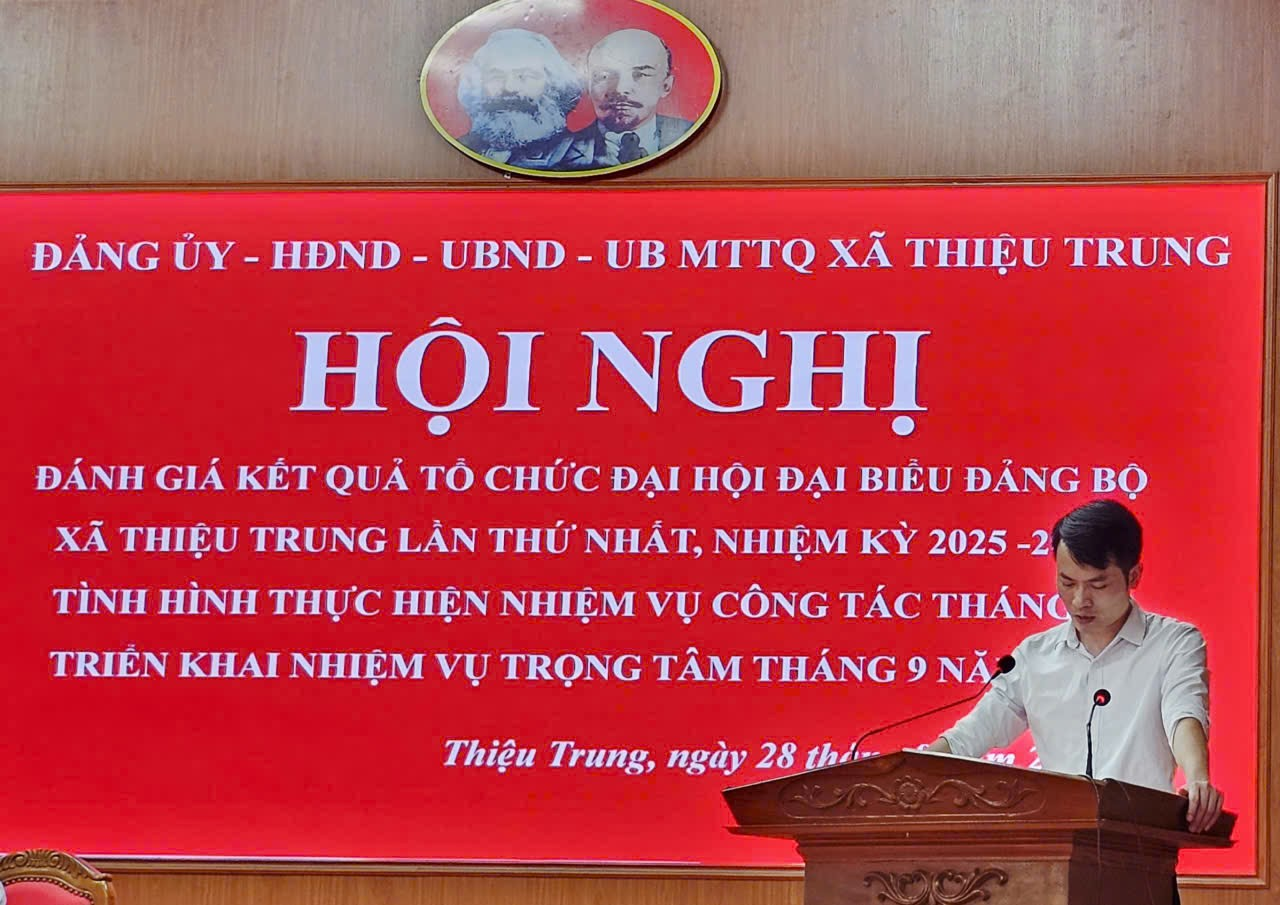 ĐẢNG ỦY - HĐND - UBND - UB MTTQ XÃ THIỆU TRUNG
HỘI NGHỊ
ĐÁNH GIÁ KẾT QUẢ TỔ CHỨC ĐẠI HỘI ĐẠI BIỂU ĐẢNG BỘ
XÃ THIỆU TRUNG LẦN THỨ NHẤT, NHIỆM KỲ 2025 -
TÌNH HÌNH THỰC HIỆN NHIỆM VỤ CÔNG TÁC THÁNG
TRIỂN KHAI NHIỆM VỤ TRỌNG TÂM THÁNG 9
Thiệu Trung, ngày 28